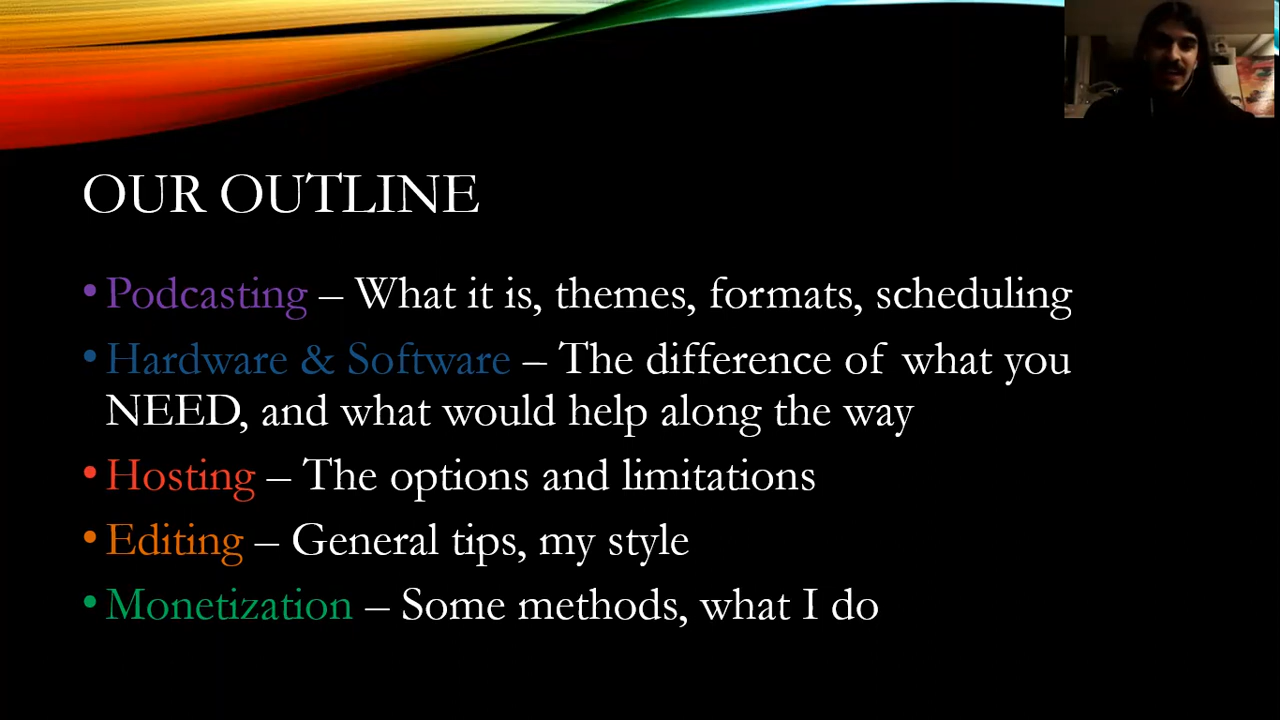 OUR OUTLINE
• Podcasting – What it is, themes, formats, scheduling
• Hardware & Software – The difference of what you
NEED, and what would help along the way
• Hosting – The options and limitations
• Editing – General tips, my style
• Monetization – Some methods, what I do